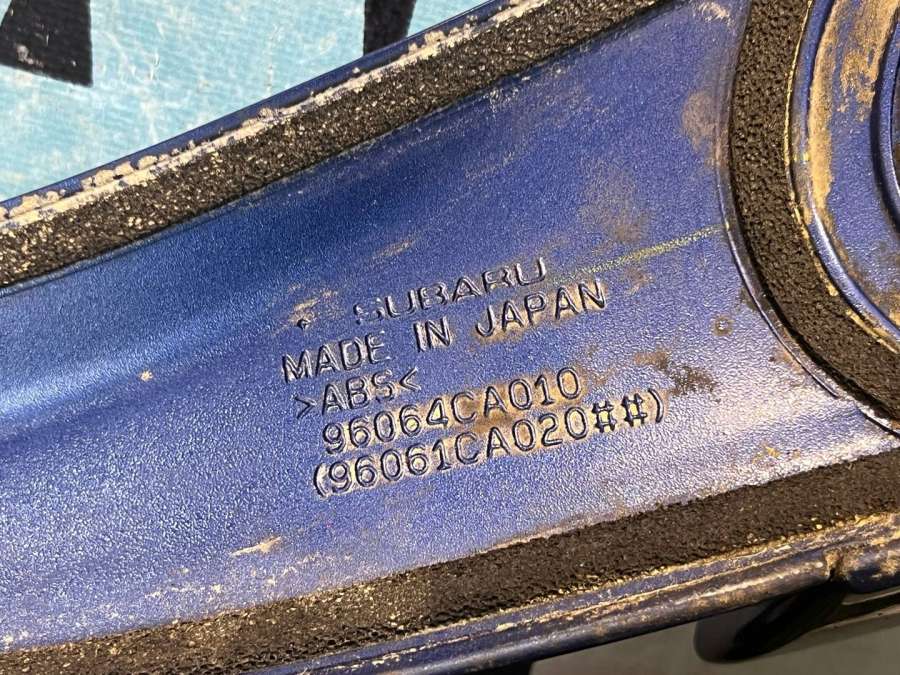 SUBARU
MADE IN JAPAN
>ABS<
96064CA010
(96061CA020##)